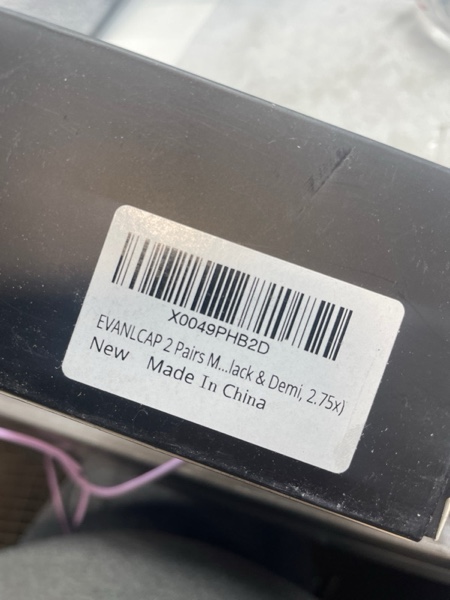 X0049PHB2D
EVANLCAP 2 Pairs M...lack & Demi, 2.75x)
New Made In China